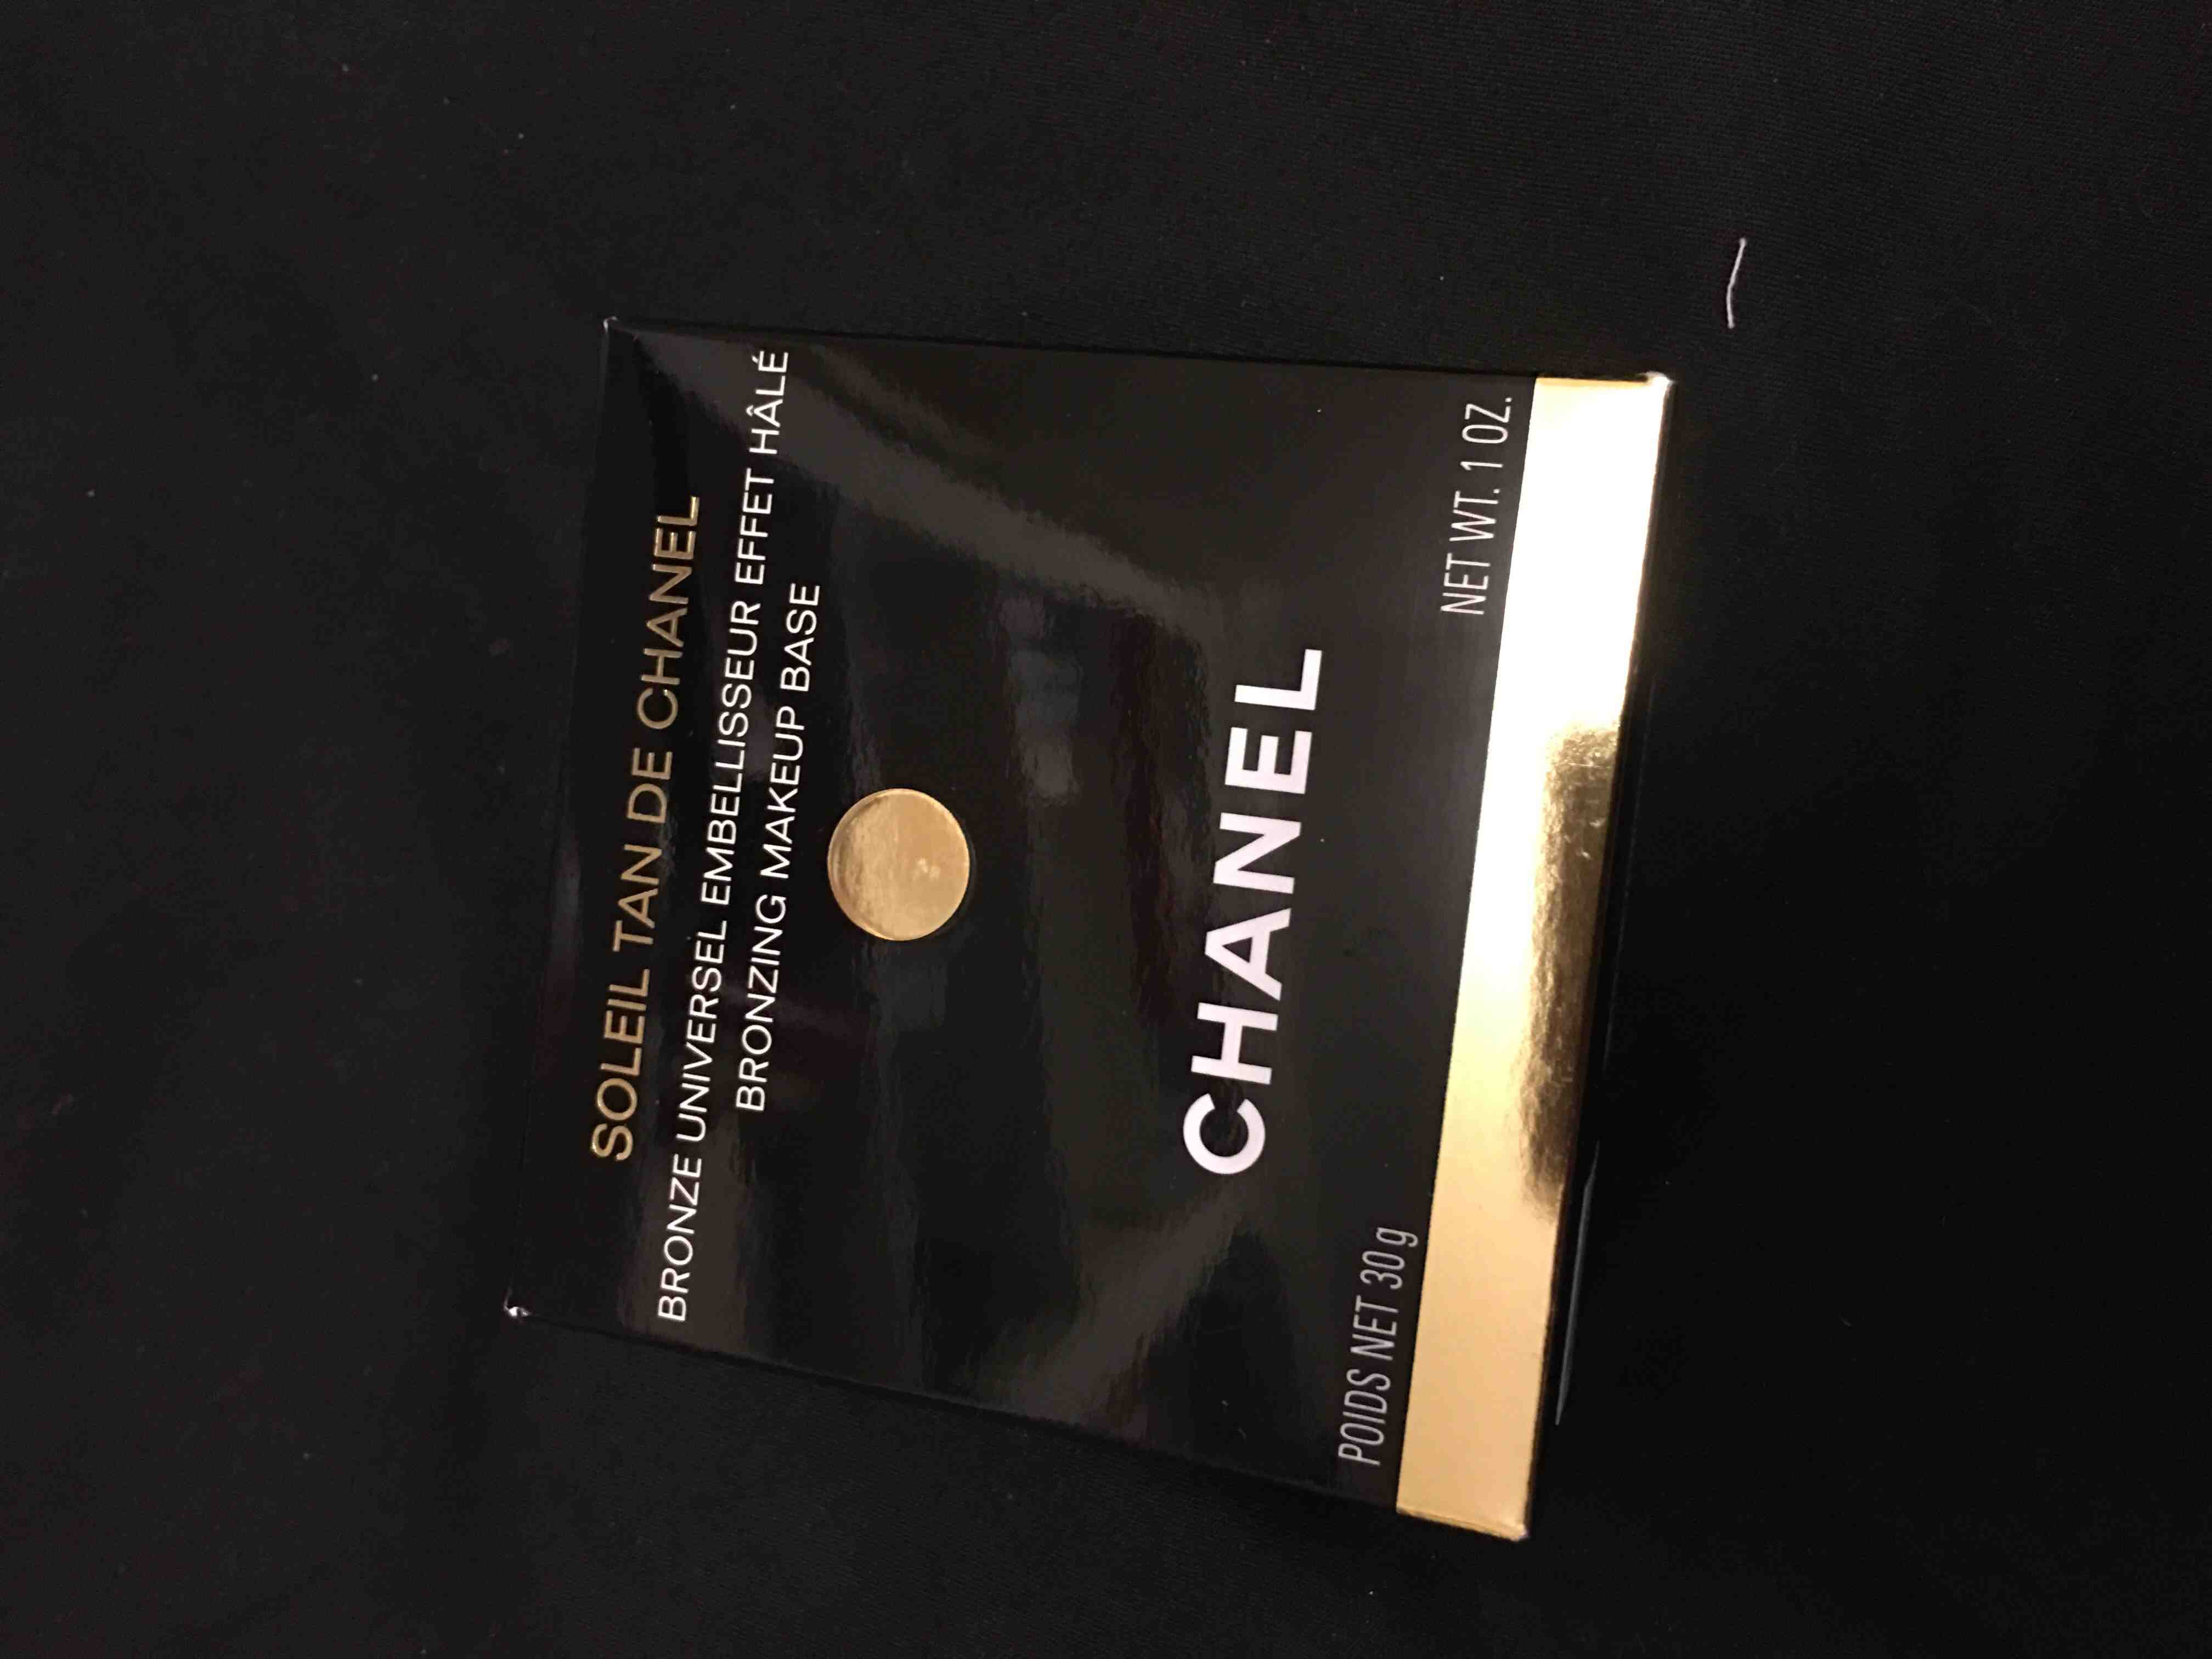 SOLEIL TAN DE CHANEL
BRONZE UNIVERSEL EMBELLISSEUR EFFET HÂLÉ
BRONZING MAKEUP BASE
CHANEL
POIDS NET 30g NET WT. 1 OZ.